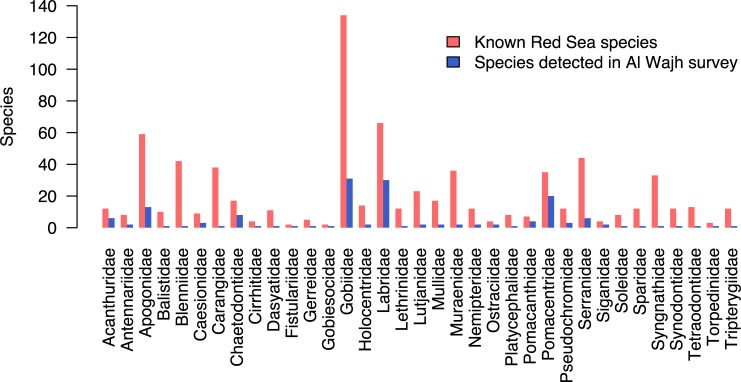 140
120
100
80
60
40
20
0
Species
Known Red Sea species
Species detected in Al Wajh survey
Acanthuridae
Antennariidae
Apogonidae
Balistidae
Blenniidae
Caesionidae
Carangidae
Chaetodontidae
Cirrhitidae
Dasyatidae
Fistulariidae
Gerreidae
Gobiesocidae
Gobiidae
Holocentridae
Labridae
Lethrinidae
Lutjanidae
Mullidae
Muraenidae
Nemipteridae
Ostraciidae
Platycephalidae
Pomacanthidae
Pomacentridae
Pseudochromidae
Serranidae
Siganidae
Soleidae
Sparidae
Syngnathidae
Synodontidae
Tetraodontidae
Torpedinidae
Tripterygiidae